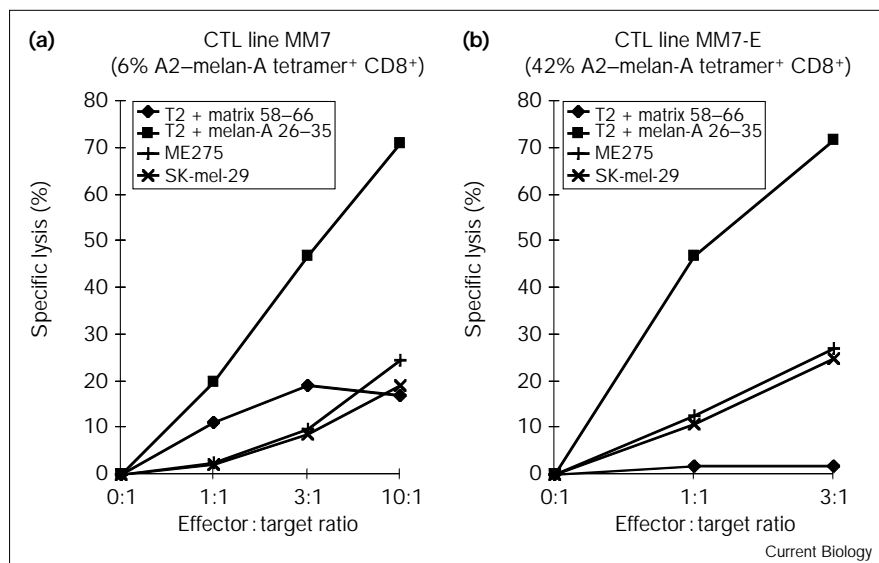 (a)
CTL line MM7
(6% A2–melan-A tetramer⁺ CD8⁺)
80
70
60
50
40
30
20
10
0
Specific lysis (%)
T2 + matrix 58–66
T2 + melan-A 26–35
ME275
SK-mel-29
0:1 1:1 3:1 10:1
Effector : target ratio
(b)
CTL line MM7-E
(42% A2–melan-A tetramer⁺ CD8⁺)
80
70
60
50
40
30
20
10
0
Specific lysis (%)
T2 + matrix 58–66
T2 + melan-A 26–35
ME275
SK-mel-29
0:1 1:1 3:1
Effector : target ratio
Current Biology